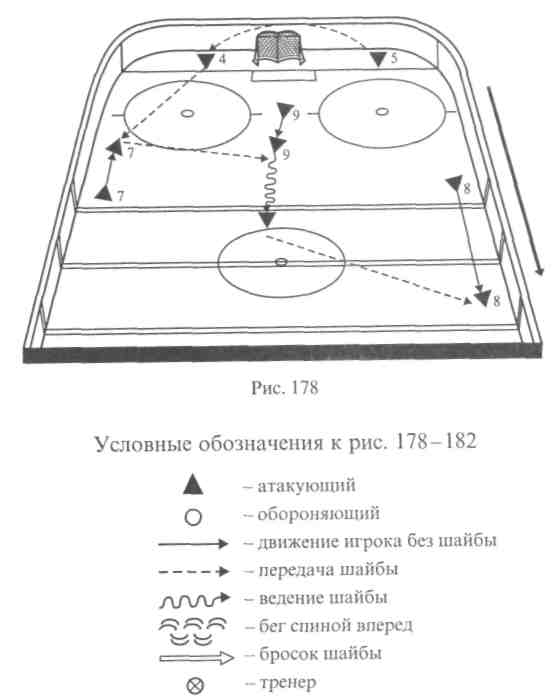 4 5
9
7 9
7 8
8
Рис. 178
Условные обозначения к рис. 178–182
– атакующий
– обороняющий
– движение игрока без шайбы
– передача шайбы
– ведение шайбы
– бег спиной вперед
– бросок шайбы
– тренер